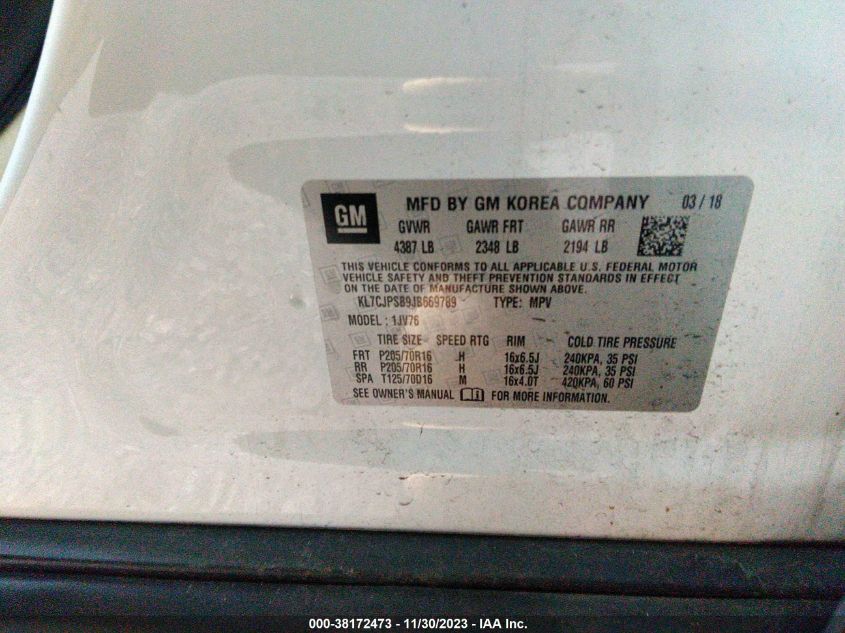 GM
MFD BY GM KOREA COMPANY 03 / 18
GVWR GAWR FRT GAWR RR
4387 LB 2348 LB 2194 LB
THIS VEHICLE CONFORMS TO ALL APPLICABLE U.S. FEDERAL MOTOR
VEHICLE SAFETY AND THEFT PREVENTION STANDARDS IN EFFECT
ON THE DATE OF MANUFACTURE SHOWN ABOVE.
KL7CJPSB9JB669789 TYPE: MPV
MODEL : 1JV76
TIRE SIZE SPEED RTG RIM COLD TIRE PRESSURE
FRT P205/70R16 H 16x6.5J 240KPA, 35 PSI
RR P205/70R16 H 16x6.5J 240KPA, 35 PSI
SPA T125/70D16 M 16x4.0T 420KPA, 60 PSI
SEE OWNER'S MANUAL FOR MORE INFORMATION.
000-38172473 - 11/30/2023 - IAA Inc.